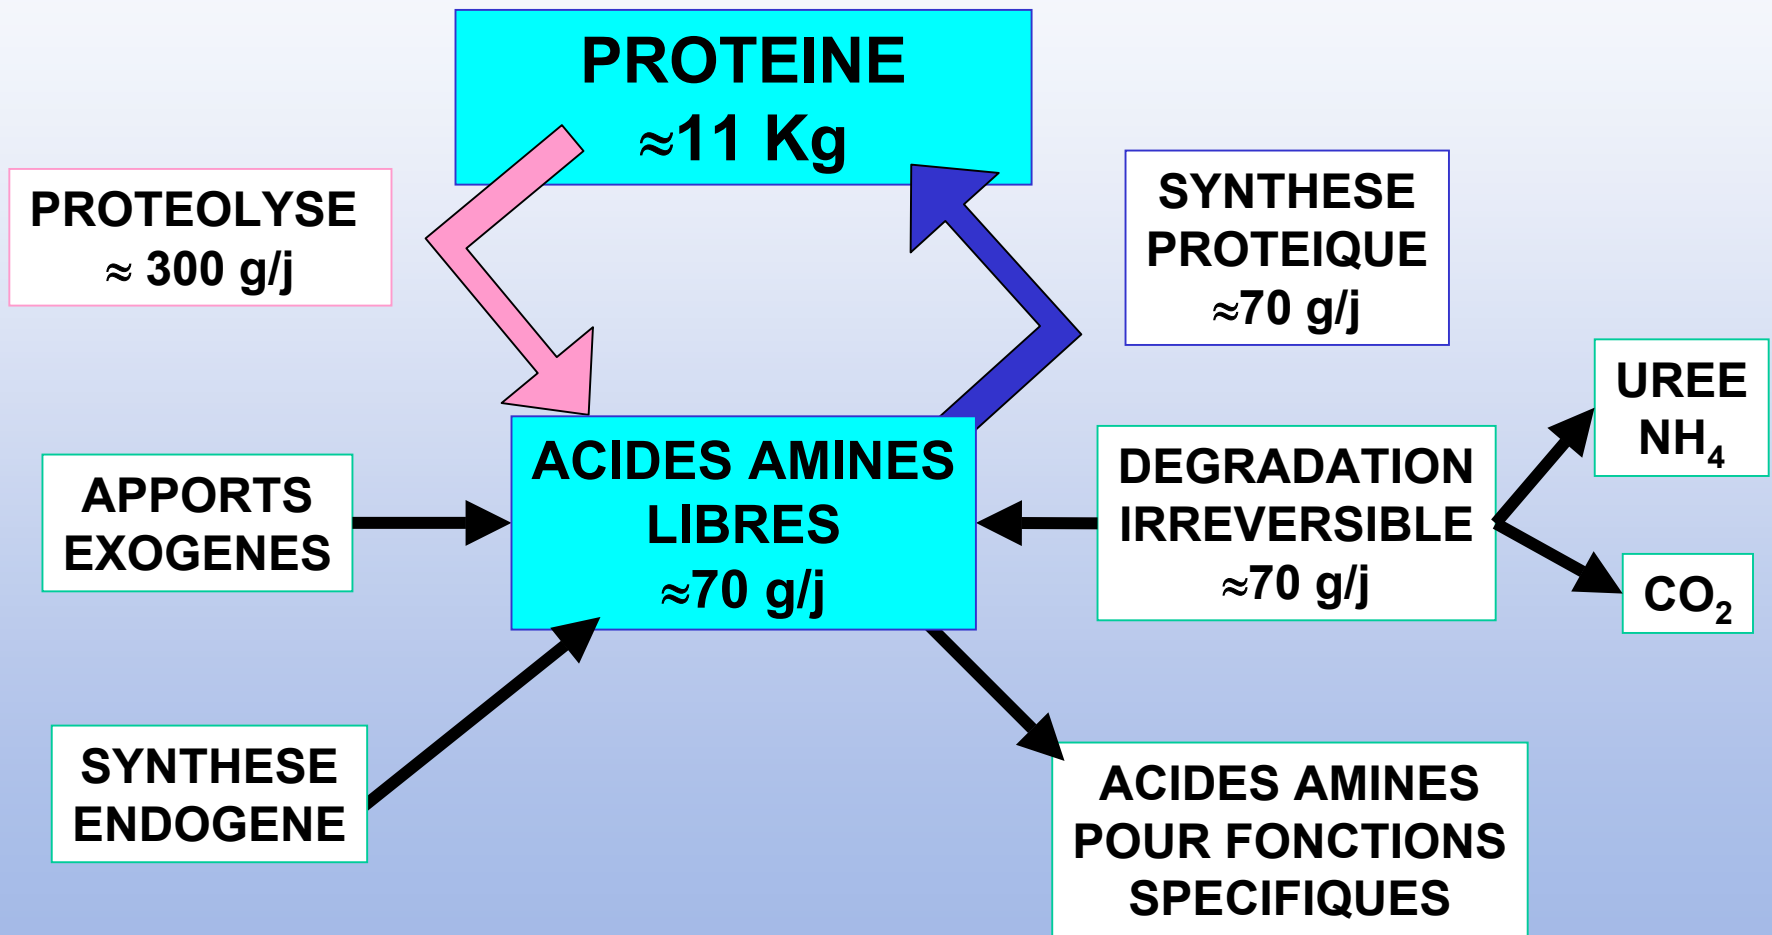 PROTEINE
≈11 Kg
PROTEOLYSE
≈ 300 g/j
SYNTHESE
PROTEIQUE
≈70 g/j
UREE
NH₄
APPORTS
EXOGENES
ACIDES AMINES
LIBRES
≈70 g/j
DEGRADATION
IRREVERSIBLE
≈70 g/j
CO₂
SYNTHESE
ENDOGENE
ACIDES AMINES
POUR FONCTIONS
SPECIFIQUES